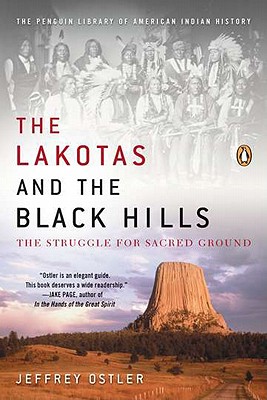 THE PENGUIN LIBRARY OF AMERICAN INDIAN HISTORY
THE
LAKOTAS
AND THE
BLACK HILLS
THE STRUGGLE FOR SACRED GROUND
"Ostler is an elegant guide.
This book deserves a wide readership."
—JAKE PAGE, author of
In the Hands of the Great Spirit
JEFFREY OSTLER